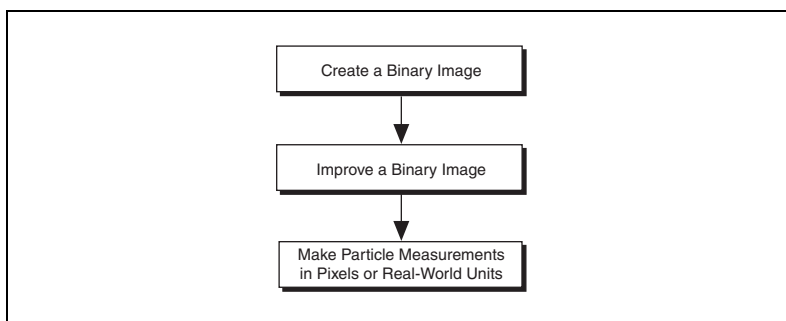 Create a Binary Image
Improve a Binary Image
Make Particle Measurements
in Pixels or Real-World Units